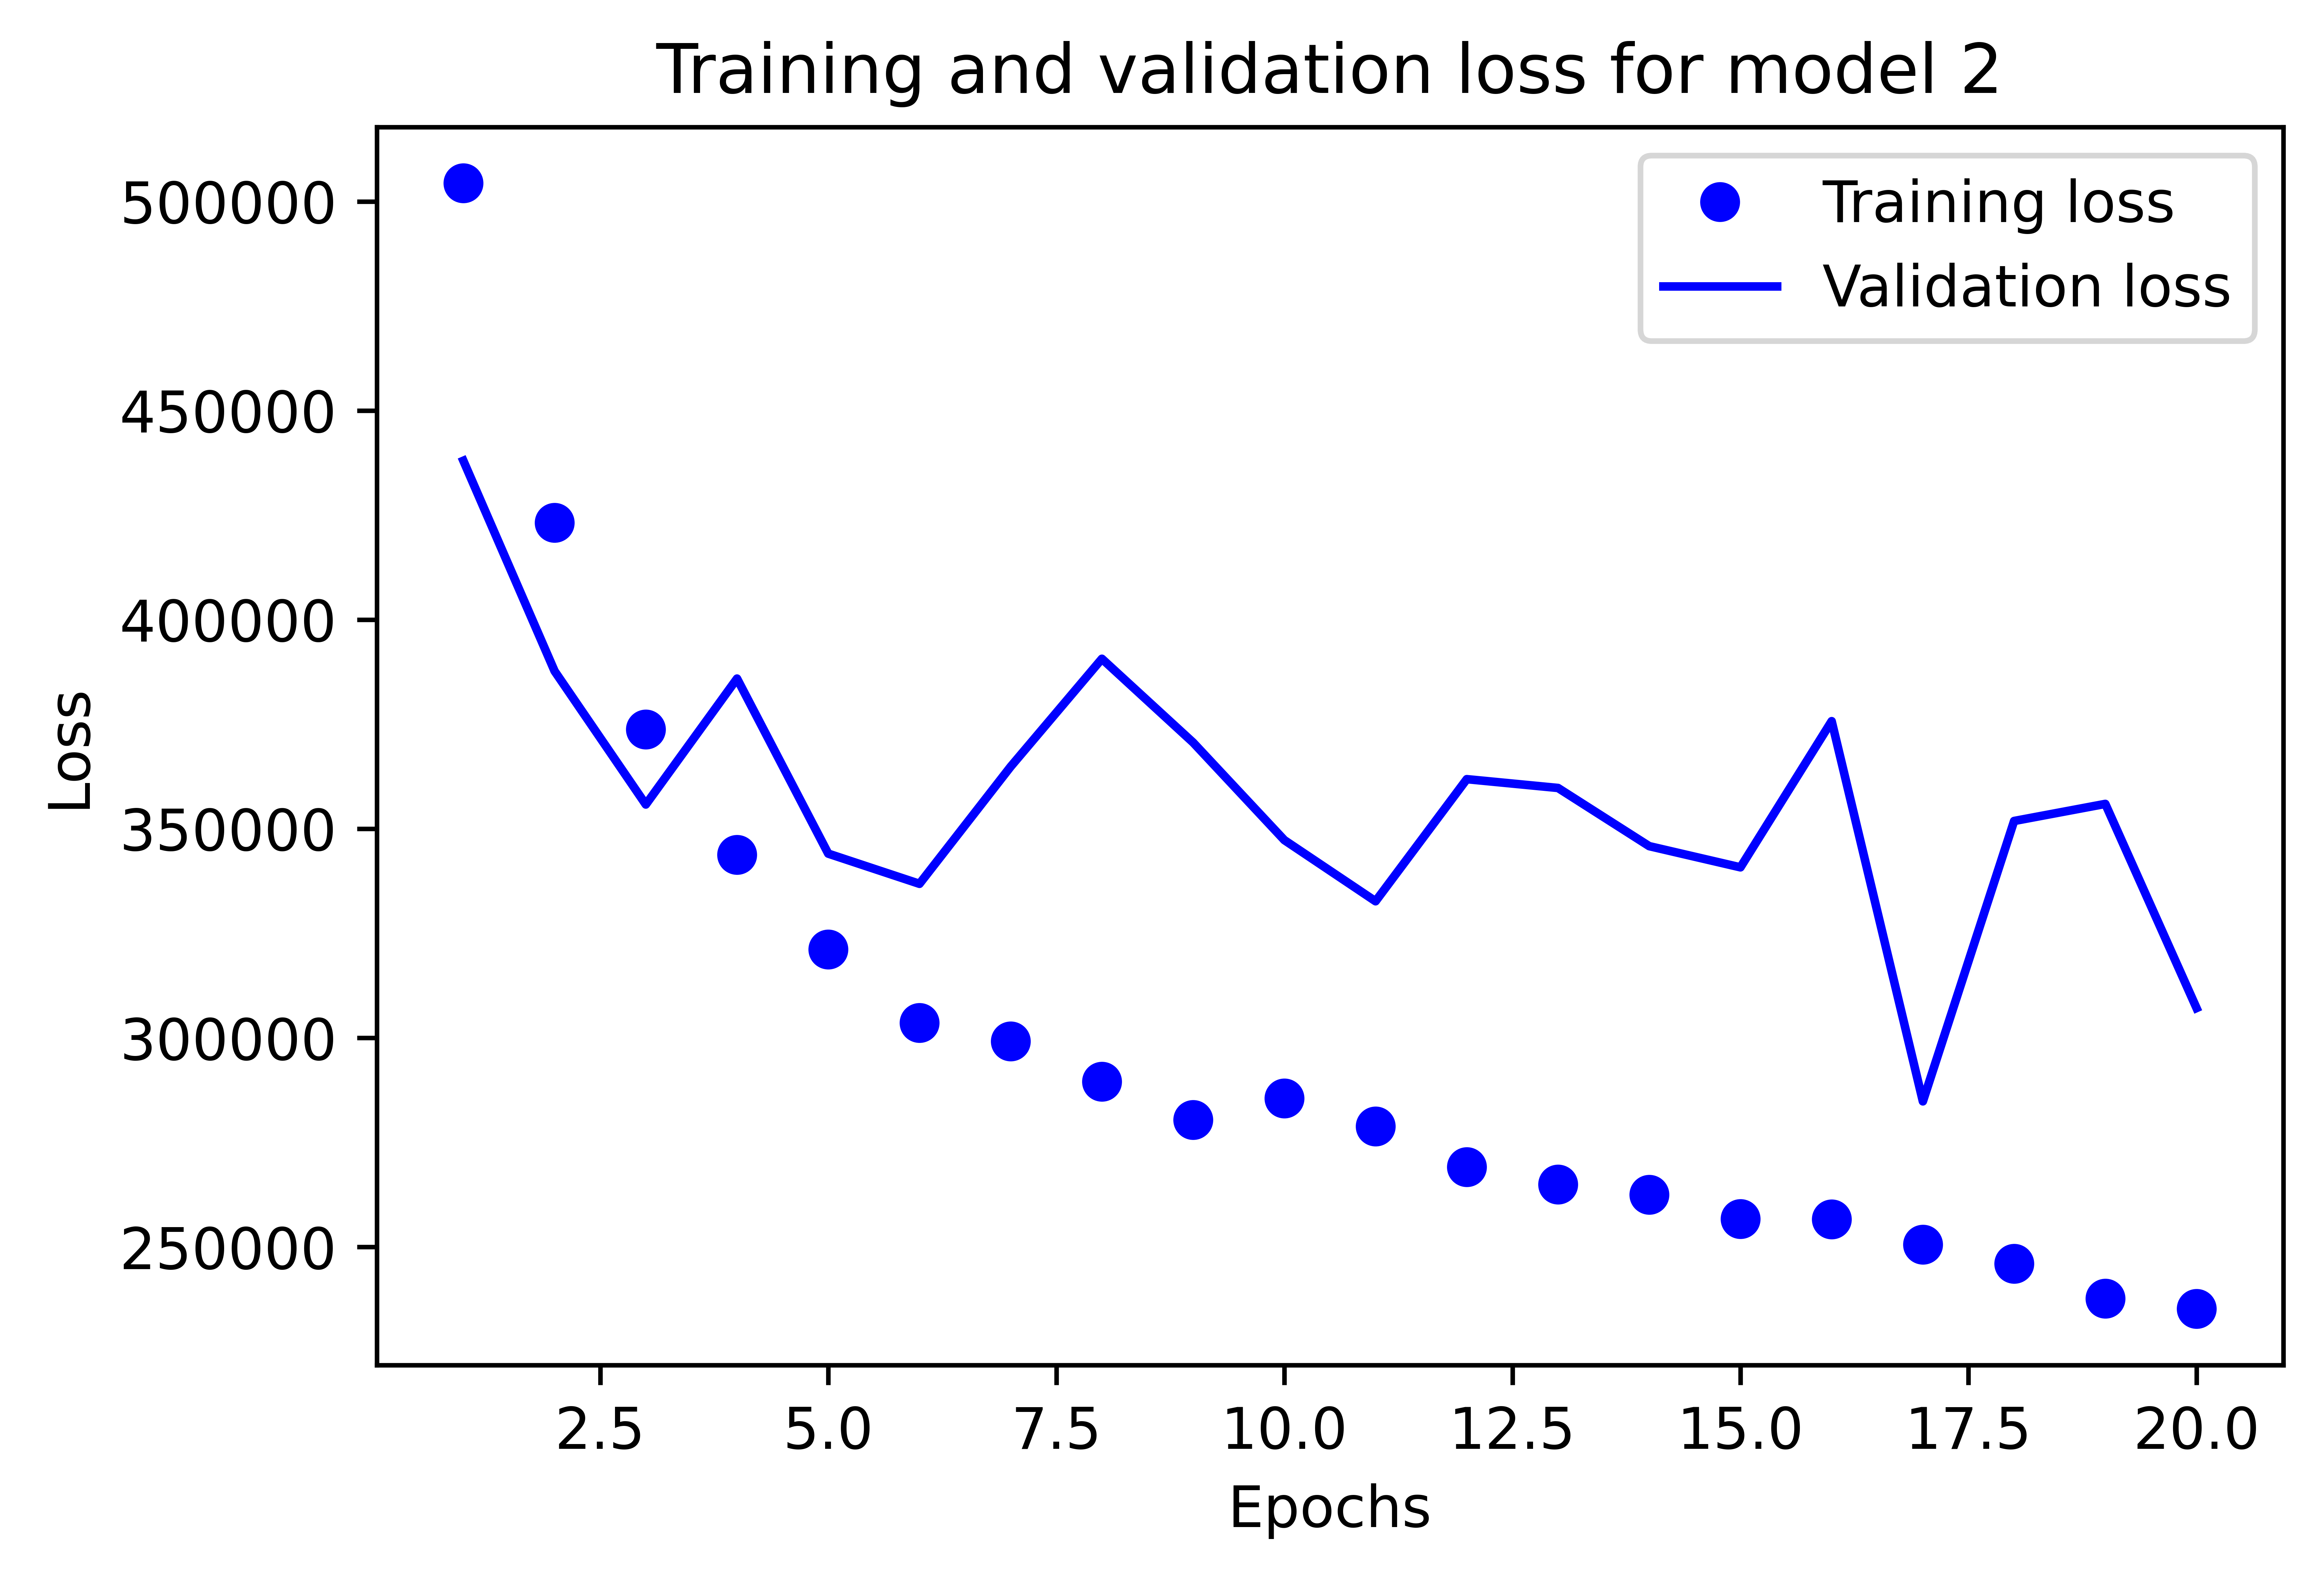 Training and validation loss for model 2
Training loss
Validation loss
500000
450000
400000
350000
300000
250000
Loss
2.5 5.0 7.5 10.0 12.5 15.0 17.5 20.0
Epochs